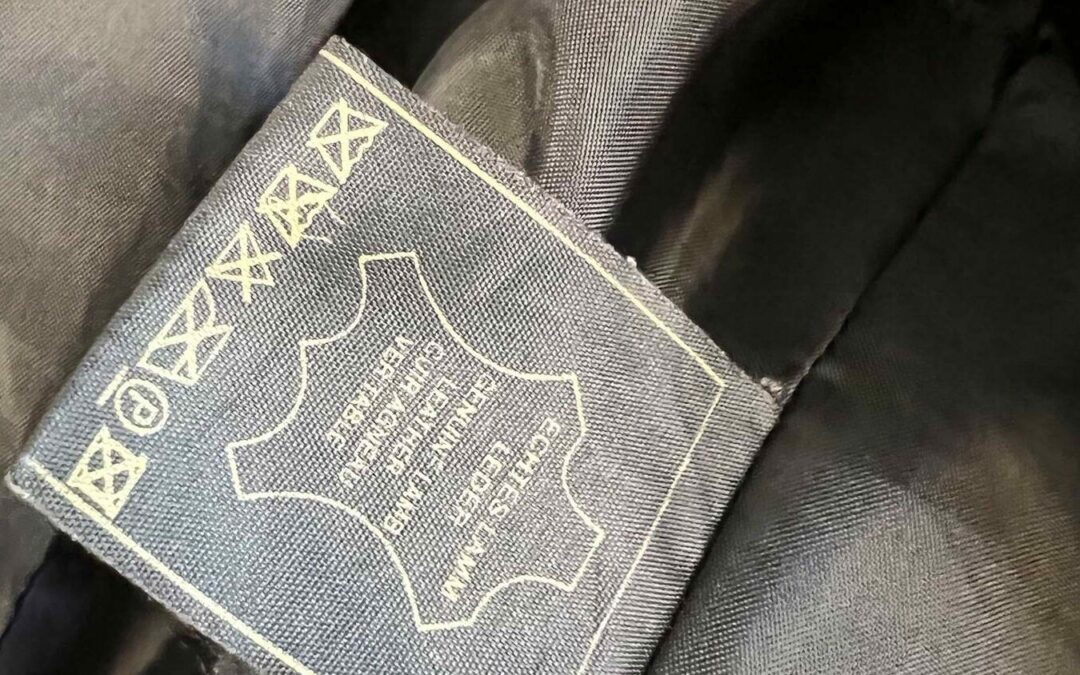 ECHTES LAMM
LEDER
GENUINE LAMB
LEATHER
CUIR AGNEAU
VERITABLE
P